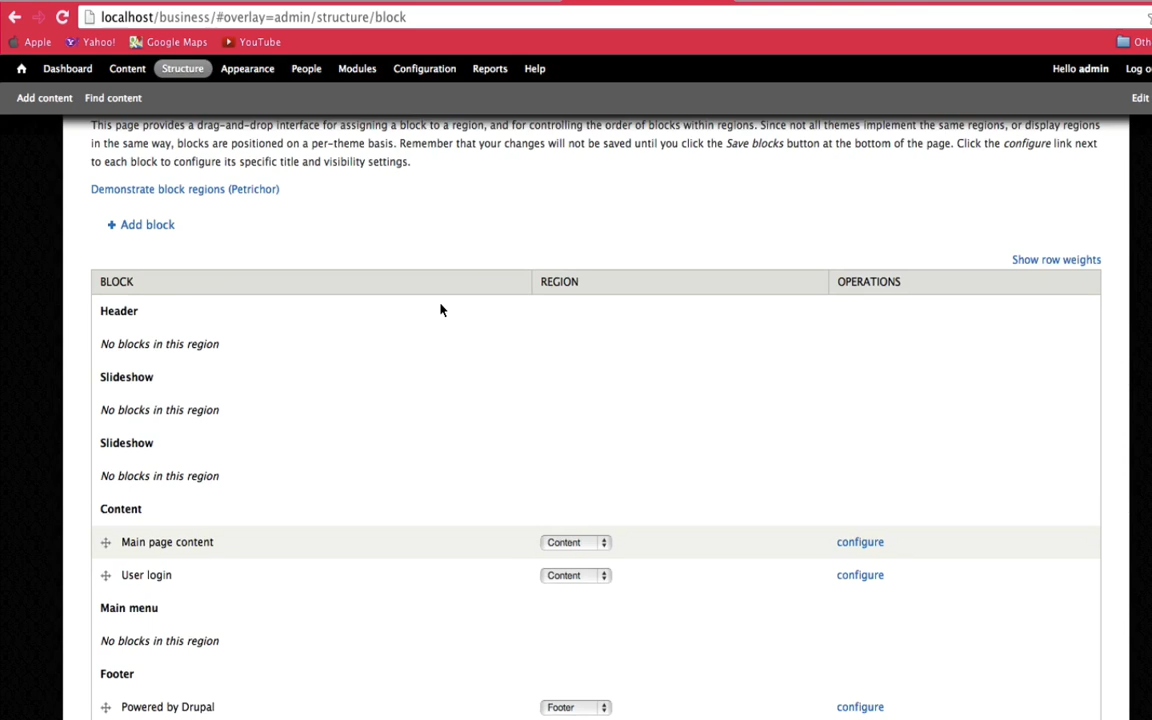 localhost/business/#overlay=admin/structure/block
Apple Yahoo! Google Maps YouTube
Dashboard Content Structure Appearance People Modules Configuration Reports Help Hello admin Log o
Add content Find content Edit
This page provides a drag-and-drop interface for assigning a block to a region, and for controlling the order of blocks within regions. Since not all themes implement the same regions, or display regions
in the same way, blocks are positioned on a per-theme basis. Remember that your changes will not be saved until you click the Save blocks button at the bottom of the page. Click the configure link next
to each block to configure its specific title and visibility settings.
Demonstrate block regions (Petrichor)
+ Add block
Show row weights
BLOCK REGION OPERATIONS
Header
No blocks in this region
Slideshow
No blocks in this region
Slideshow
No blocks in this region
Content
Main page content Content configure
User login Content configure
Main menu
No blocks in this region
Footer
Powered by Drupal Footer configure